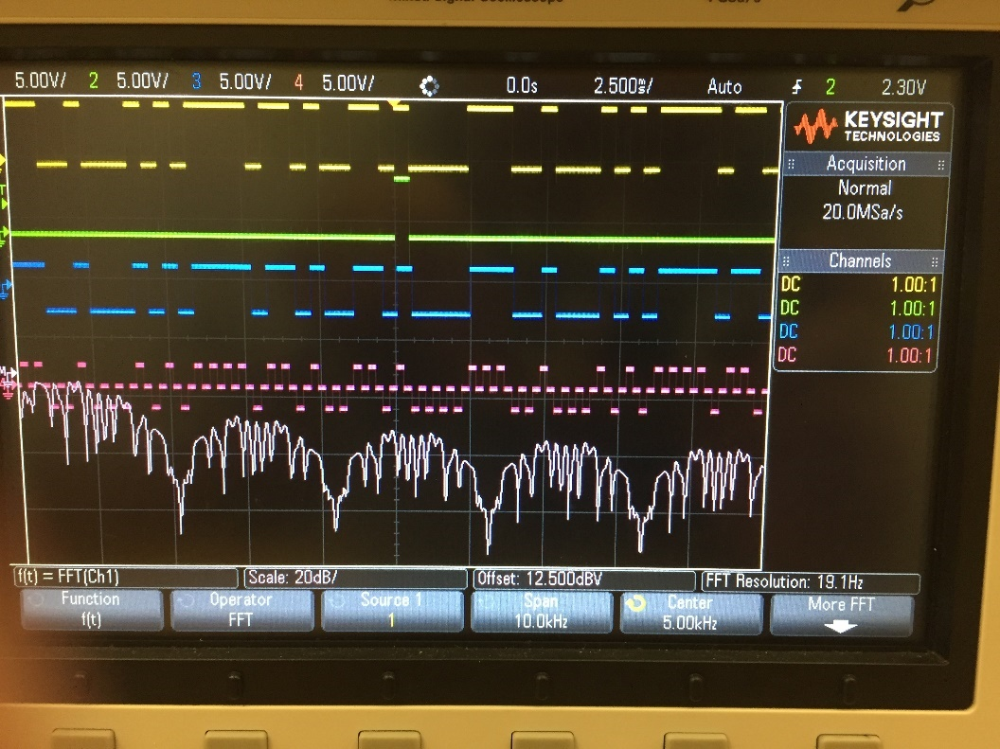 5.00V/ 2 5.00V/ 3 5.00V/ 4 5.00V/ 0.0s 2.500ms/ Auto 2 2.30V
KEYSIGHT
TECHNOLOGIES
Acquisition
Normal
20.0MSa/s
Channels
DC 1.00:1
DC 1.00:1
DC 1.00:1
DC 1.00:1
f(t) = FFT(Ch1) Scale: 20dB/ Offset: 12.500dBV FFT Resolution: 19.1Hz
Function Operator Source 1 Span Center More FFT
f(t) FFT 1 10.0kHz 5.00kHz